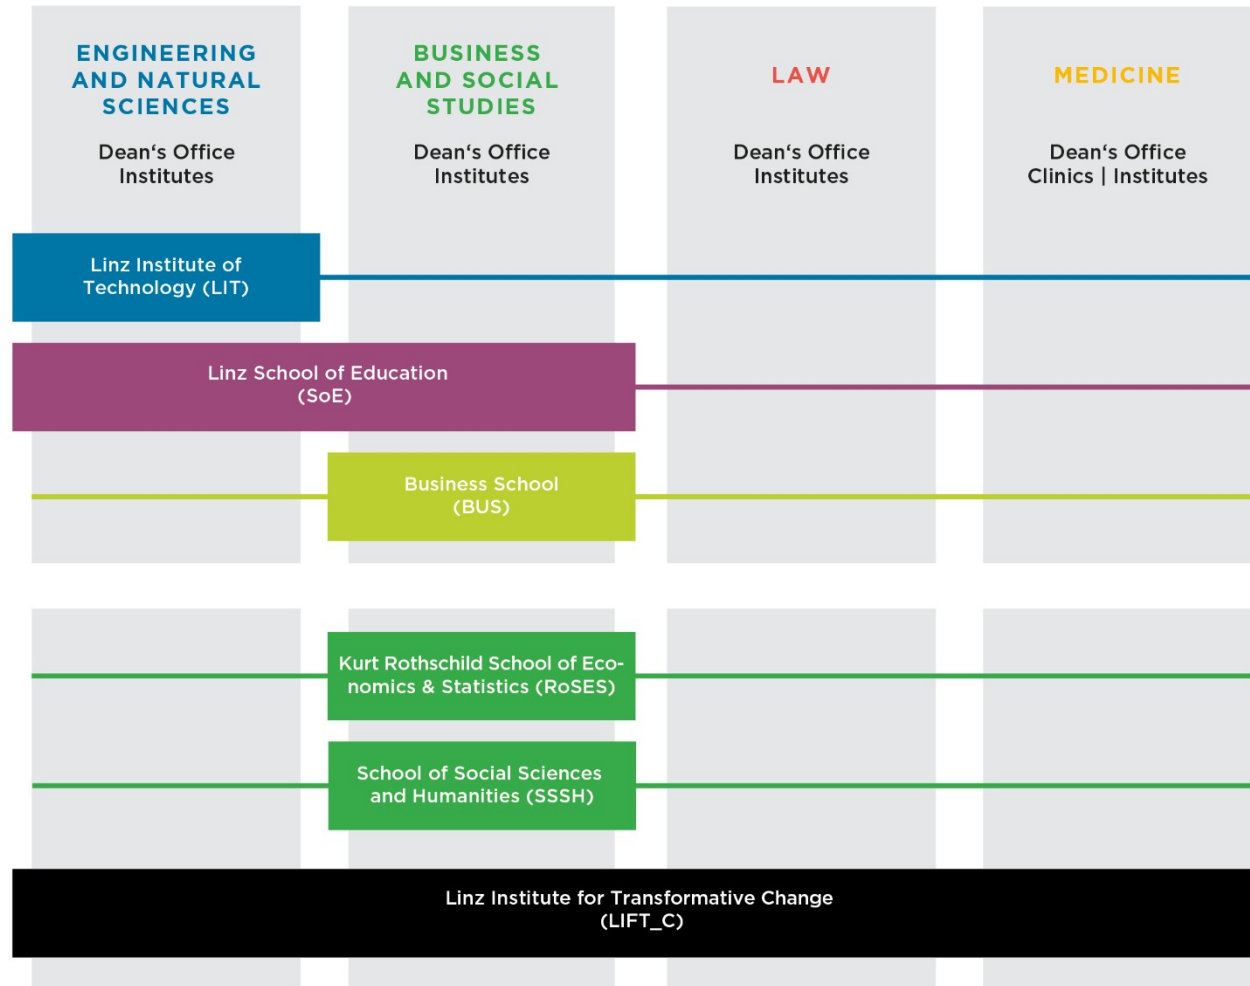 ENGINEERING
AND NATURAL
SCIENCES
Dean‘s Office
Institutes
BUSINESS
AND SOCIAL
STUDIES
Dean‘s Office
Institutes
LAW
Dean‘s Office
Institutes
MEDICINE
Dean‘s Office
Clinics | Institutes
Linz Institute of
Technology (LIT)
Linz School of Education
(SoE)
Business School
(BUS)
Kurt Rothschild School of Eco-
nomics & Statistics (RoSES)
School of Social Sciences
and Humanities (SSSH)
Linz Institute for Transformative Change
(LIFT_C)